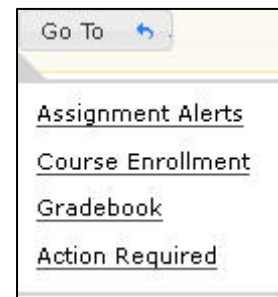 Go To
Assignment Alerts
Course Enrollment
Gradebook
Action Required